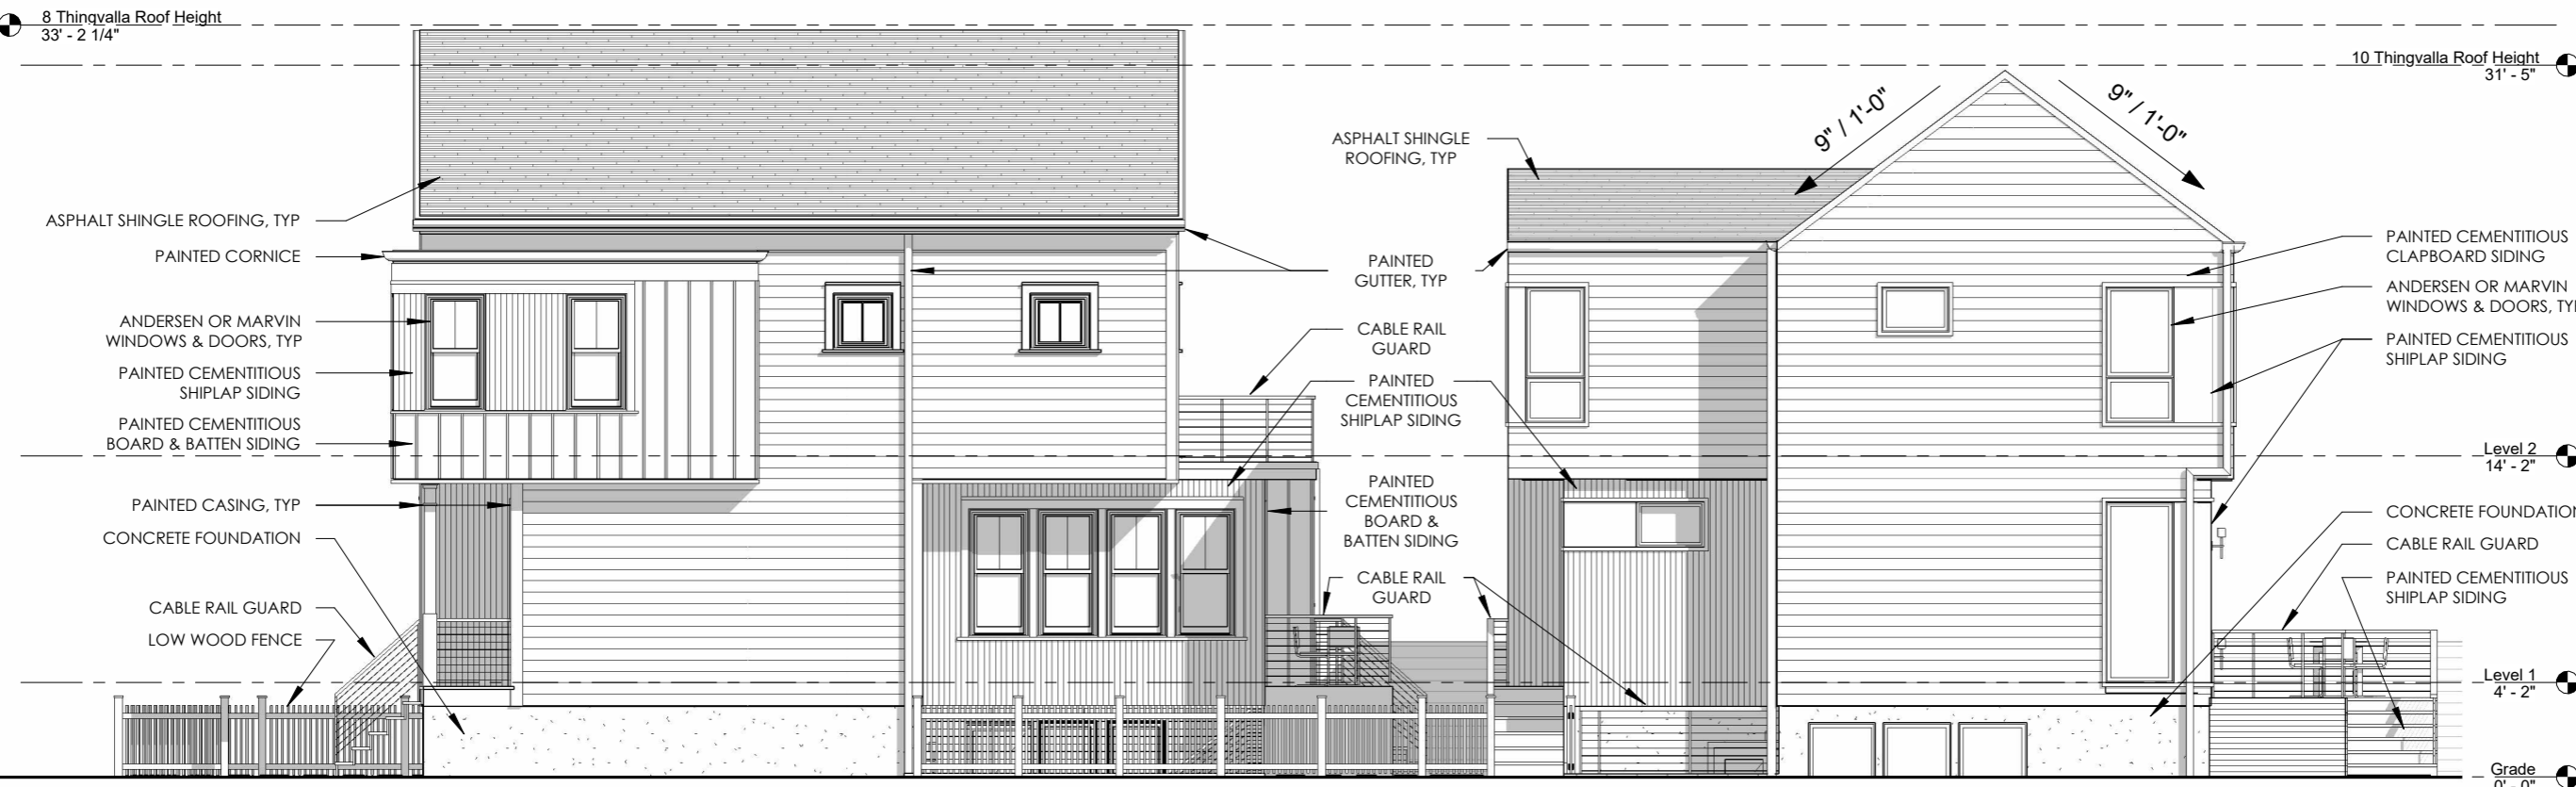 8 Thingvalla Roof Height
33' - 2 1/4"
10 Thingvalla Roof Height
31' - 5"
ASPHALT SHINGLE ROOFING, TYP
PAINTED CORNICE
ANDERSEN OR MARVIN
WINDOWS & DOORS, TYP
PAINTED CEMENTITIOUS
SHIPLAP SIDING
PAINTED CEMENTITIOUS
BOARD & BATTEN SIDING
PAINTED CASING, TYP
CONCRETE FOUNDATION
CABLE RAIL GUARD
LOW WOOD FENCE
ASPHALT SHINGLE
ROOFING, TYP
PAINTED
GUTTER, TYP
CABLE RAIL
GUARD
PAINTED
CEMENTITIOUS
SHIPLAP SIDING
PAINTED
CEMENTITIOUS
BOARD &
BATTEN SIDING
CABLE RAIL
GUARD
9" / 1'-0"
9" / 1'-0"
PAINTED CEMENTITIOUS
CLAPBOARD SIDING
ANDERSEN OR MARVIN
WINDOWS & DOORS, TY
PAINTED CEMENTITIOUS
SHIPLAP SIDING
Level 2
14' - 2"
CONCRETE FOUNDATION
CABLE RAIL GUARD
PAINTED CEMENTITIOUS
SHIPLAP SIDING
Level 1
4' - 2"
Grade
0' - 0"